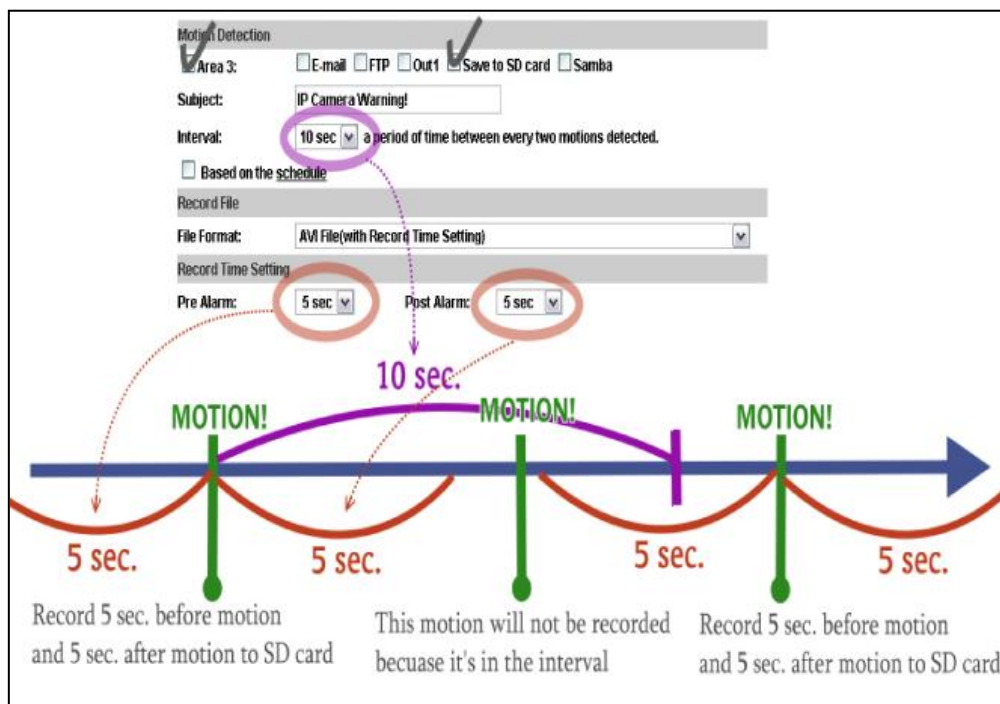 Motion Detection
Area 3: E-mail FTP Out1 Save to SD card Samba
Subject: IP Camera Warning!
Interval: 10 sec a period of time between every two motions detected.
Based on the schedule
Record File
File Format: AVI File(with Record Time Setting)
Record Time Setting
Pre Alarm: 5 sec Post Alarm: 5 sec
10 sec.
MOTION! MOTION! MOTION!
5 sec. 5 sec. 5 sec. 5 sec.
Record 5 sec. before motion
and 5 sec. after motion to SD card
This motion will not be recorded
becuase it's in the interval
Record 5 sec. before motion
and 5 sec. after motion to SD card